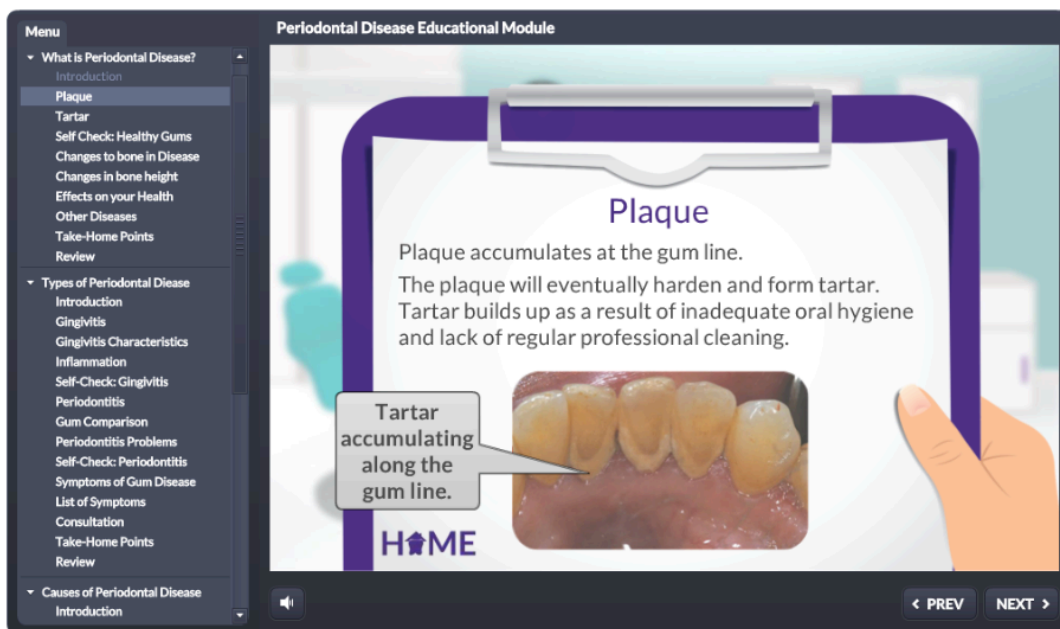 Menu
Periodontal Disease Educational Module
What is Periodontal Disease?
Introduction
Plaque
Tartar
Self Check: Healthy Gums
Changes to bone in Disease
Changes in bone height
Effects on your Health
Other Diseases
Take-Home Points
Review
Types of Periodontal Diease
Introduction
Gingivitis
Gingivitis Characteristics
Inflammation
Self-Check: Gingivitis
Periodontitis
Gum Comparison
Periodontitis Problems
Self-Check: Periodontitis
Symptoms of Gum Disease
List of Symptoms
Consultation
Take-Home Points
Review
Causes of Periodontal Disease
Introduction
Plaque
Plaque accumulates at the gum line.
The plaque will eventually harden and form tartar.
Tartar builds up as a result of inadequate oral hygiene
and lack of regular professional cleaning.
Tartar
accumulating
along the
gum line.
HOME
PREV
NEXT